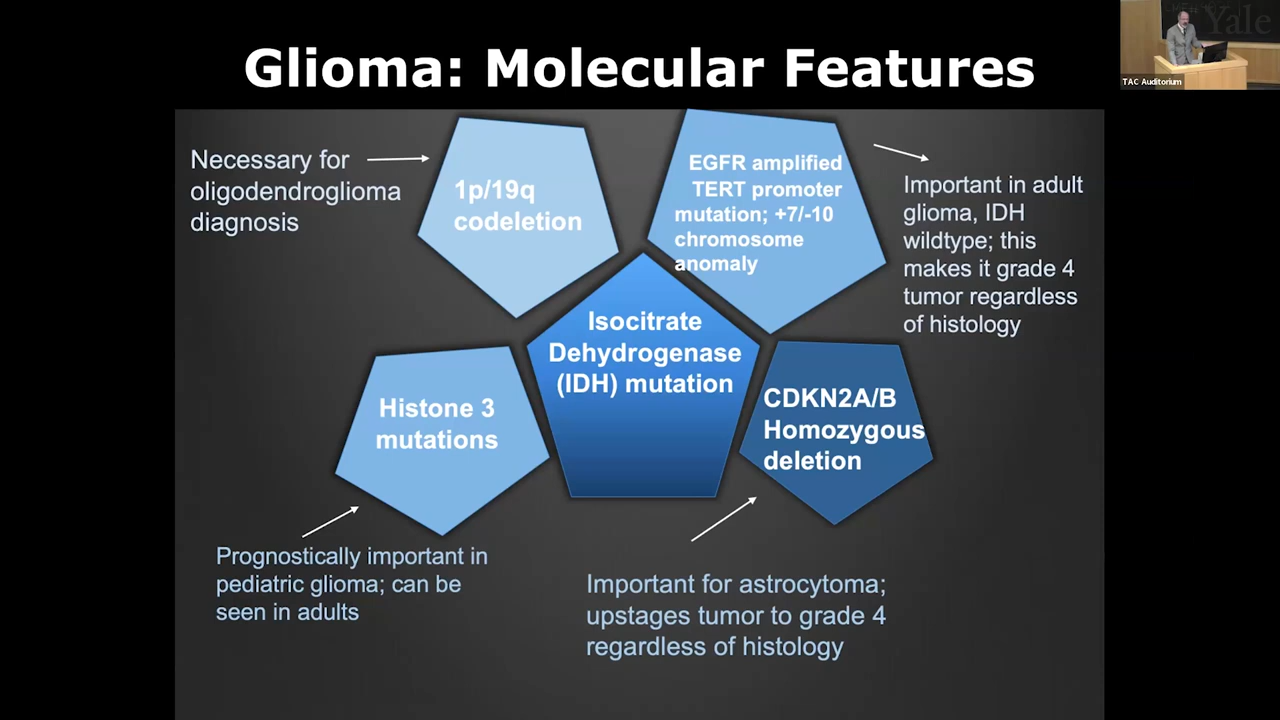 Glioma: Molecular Features
Yale
TAC Auditorium
Necessary for
oligodendroglioma
diagnosis
1p/19q
codeletion
EGFR amplified
TERT promoter
mutation; +7/-10
chromosome
anomaly
Important in adult
glioma, IDH
wildtype; this
makes it grade 4
tumor regardless
of histology
Isocitrate
Dehydrogenase
(IDH) mutation
Histone 3
mutations
CDKN2A/B
Homozygous
deletion
Prognostically important in
pediatric glioma; can be
seen in adults
Important for astrocytoma;
upstages tumor to grade 4
regardless of histology